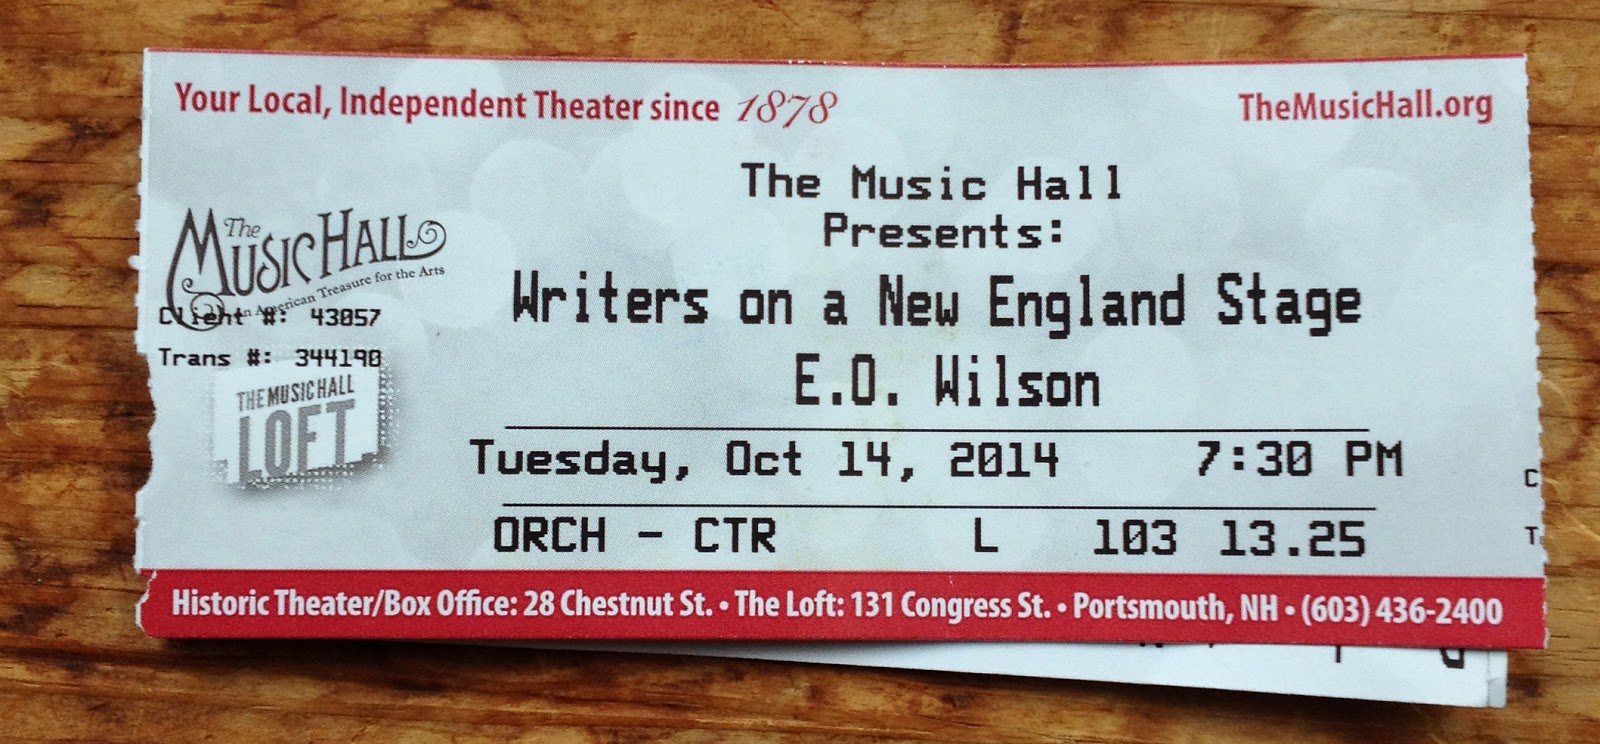 Your Local, Independent Theater since 1878
TheMusicHall.org
The Music Hall
Presents:
Writers on a New England Stage
E.O. Wilson
The
Music Hall
An American Treasure for the Arts
Client #: 43057
Trans #: 344190
THE MUSIC HALL
LOFT
Tuesday, Oct 14, 2014 7:30 PM
ORCH - CTR L 103 13.25
C
T
Historic Theater/Box Office: 28 Chestnut St. • The Loft: 131 Congress St. • Portsmouth, NH • (603) 436-2400